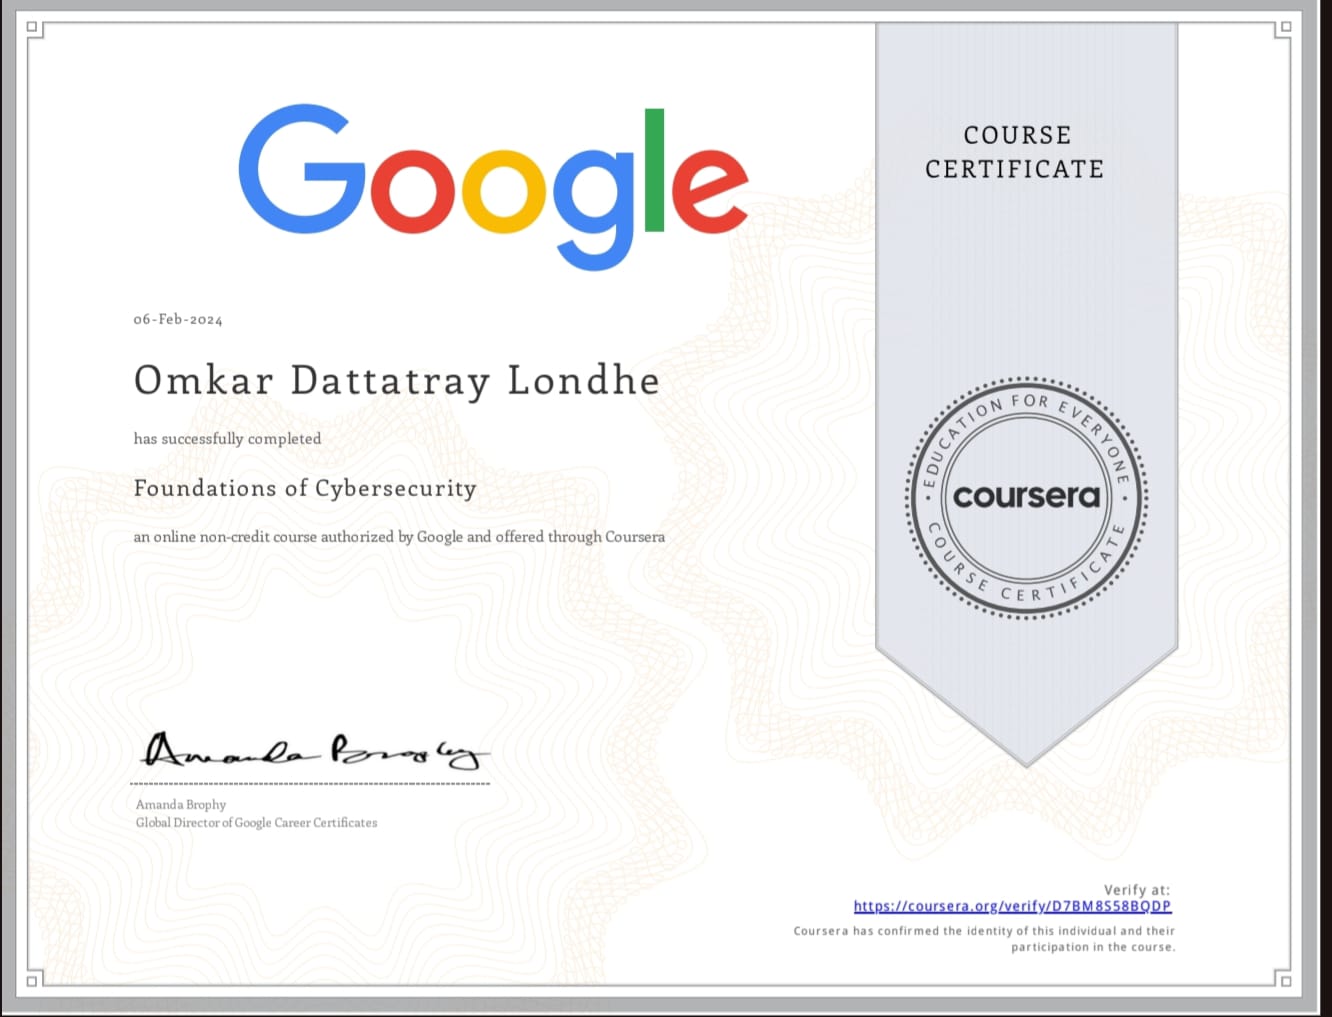 Google
COURSE
CERTIFICATE
06-Feb-2024
Omkar Dattatray Londhe
has successfully completed
Foundations of Cybersecurity
an online non-credit course authorized by Google and offered through Coursera
EDUCATION FOR EVERYONE
coursera
COURSE CERTIFICATE
Amanda Brophy
Amanda Brophy
Global Director of Google Career Certificates
Verify at:
https://coursera.org/verify/D7BM8S58BQDP
Coursera has confirmed the identity of this individual and their
participation in the course.